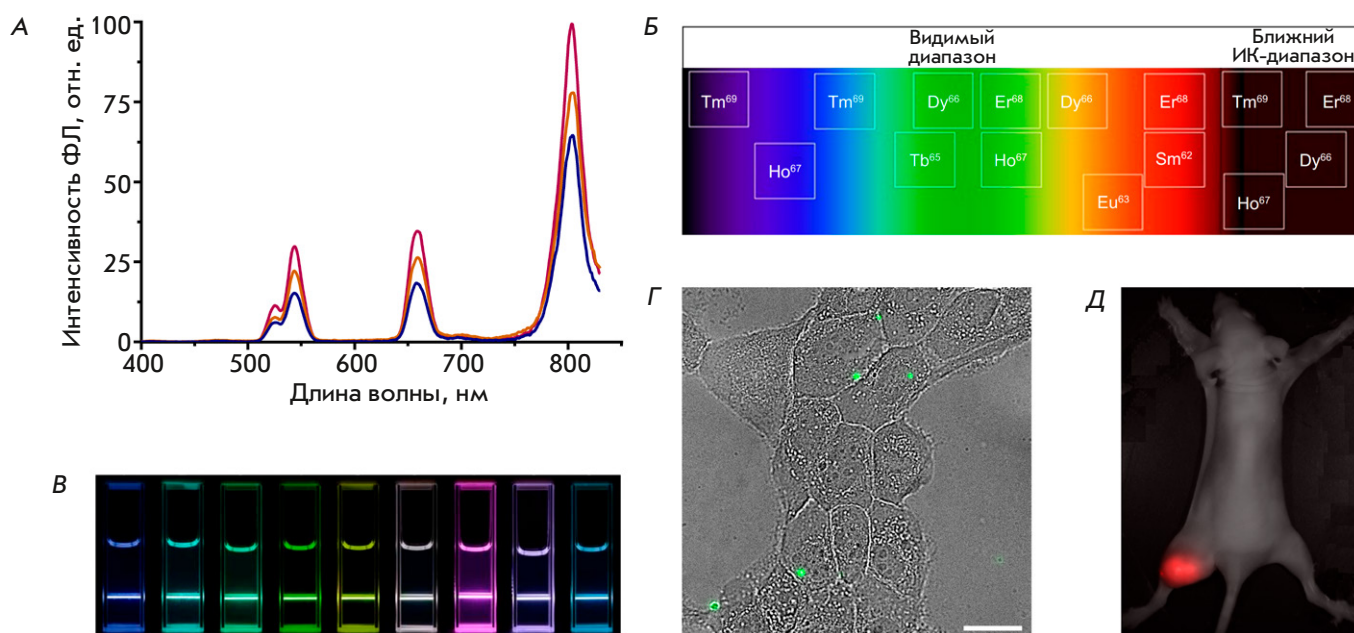 А
Интенсивность ФЛ, отн. ед.
100
75
50
25
0
400
500
600
700
800
Длина волны, нм
Б
Видимый
диапазон
Ближний
ИК-диапазон
Tm⁶⁹
Tm⁶⁹
Dy⁶⁶
Er⁶⁸
Dy⁶⁶
Er⁶⁸
Tm⁶⁹
Er⁶⁸
Ho⁶⁷
Tb⁶⁵
Ho⁶⁷
Sm⁶²
Dy⁶⁶
Eu⁶³
Ho⁶⁷
В
Г
Д